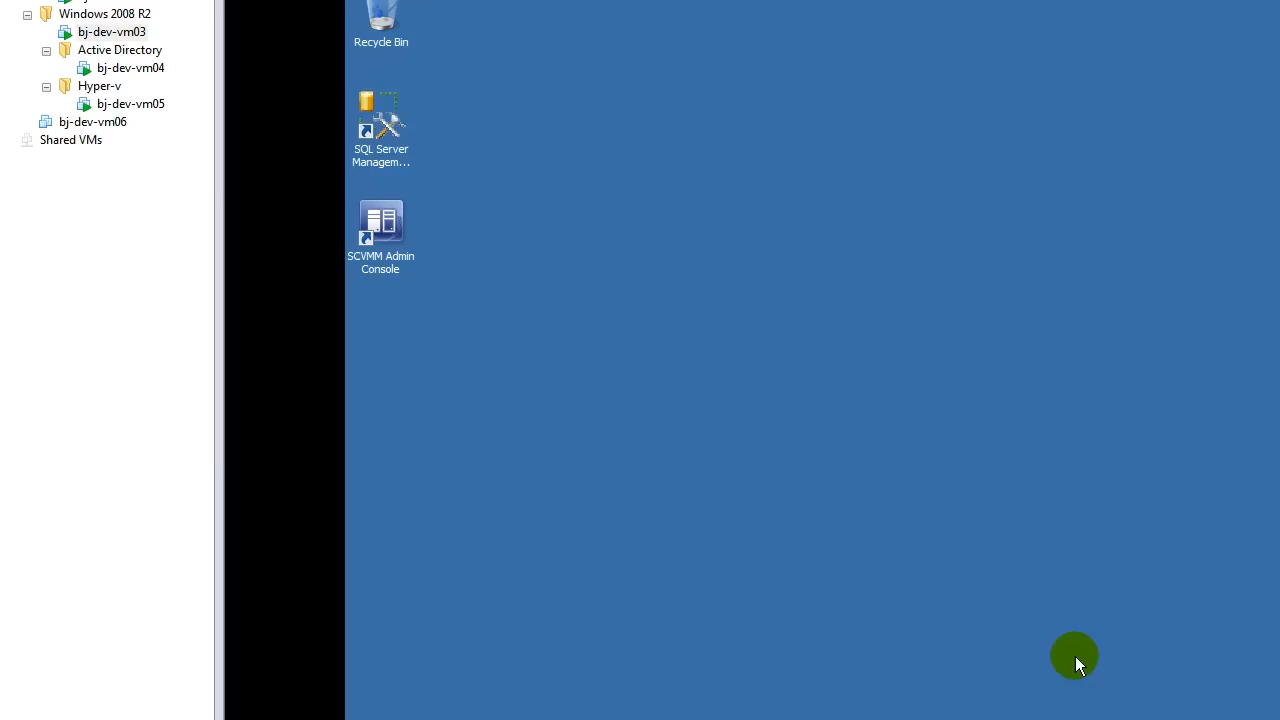 Windows 2008 R2
bj-dev-vm03
Active Directory
bj-dev-vm04
Hyper-v
bj-dev-vm05
bj-dev-vm06
Shared VMs
Recycle Bin
SQL Server
Managem...
SCVMM Admin
Console